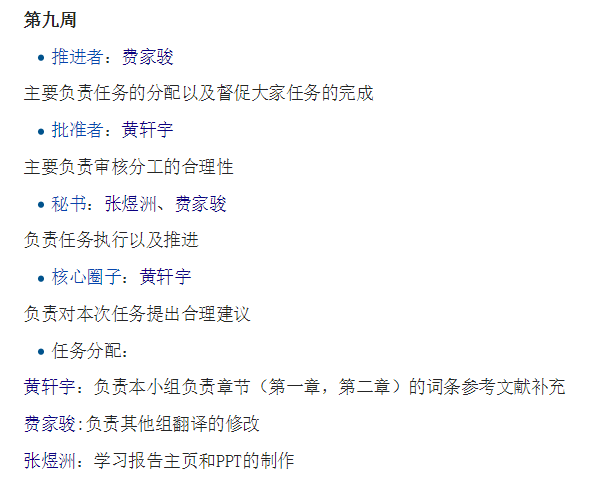 第九周
推进者：费家骏
主要负责任务的分配以及督促大家任务的完成
批准者：黄轩宇
主要负责审核分工的合理性
秘书：张煜洲、费家骏
负责任务执行以及推进
核心圈子：黄轩宇
负责对本次任务提出合理建议
任务分配：
黄轩宇：负责本小组负责章节（第一章，第二章）的词条参考文献补充
费家骏:负责其他组翻译的修改
张煜洲：学习报告主页和PPT的制作